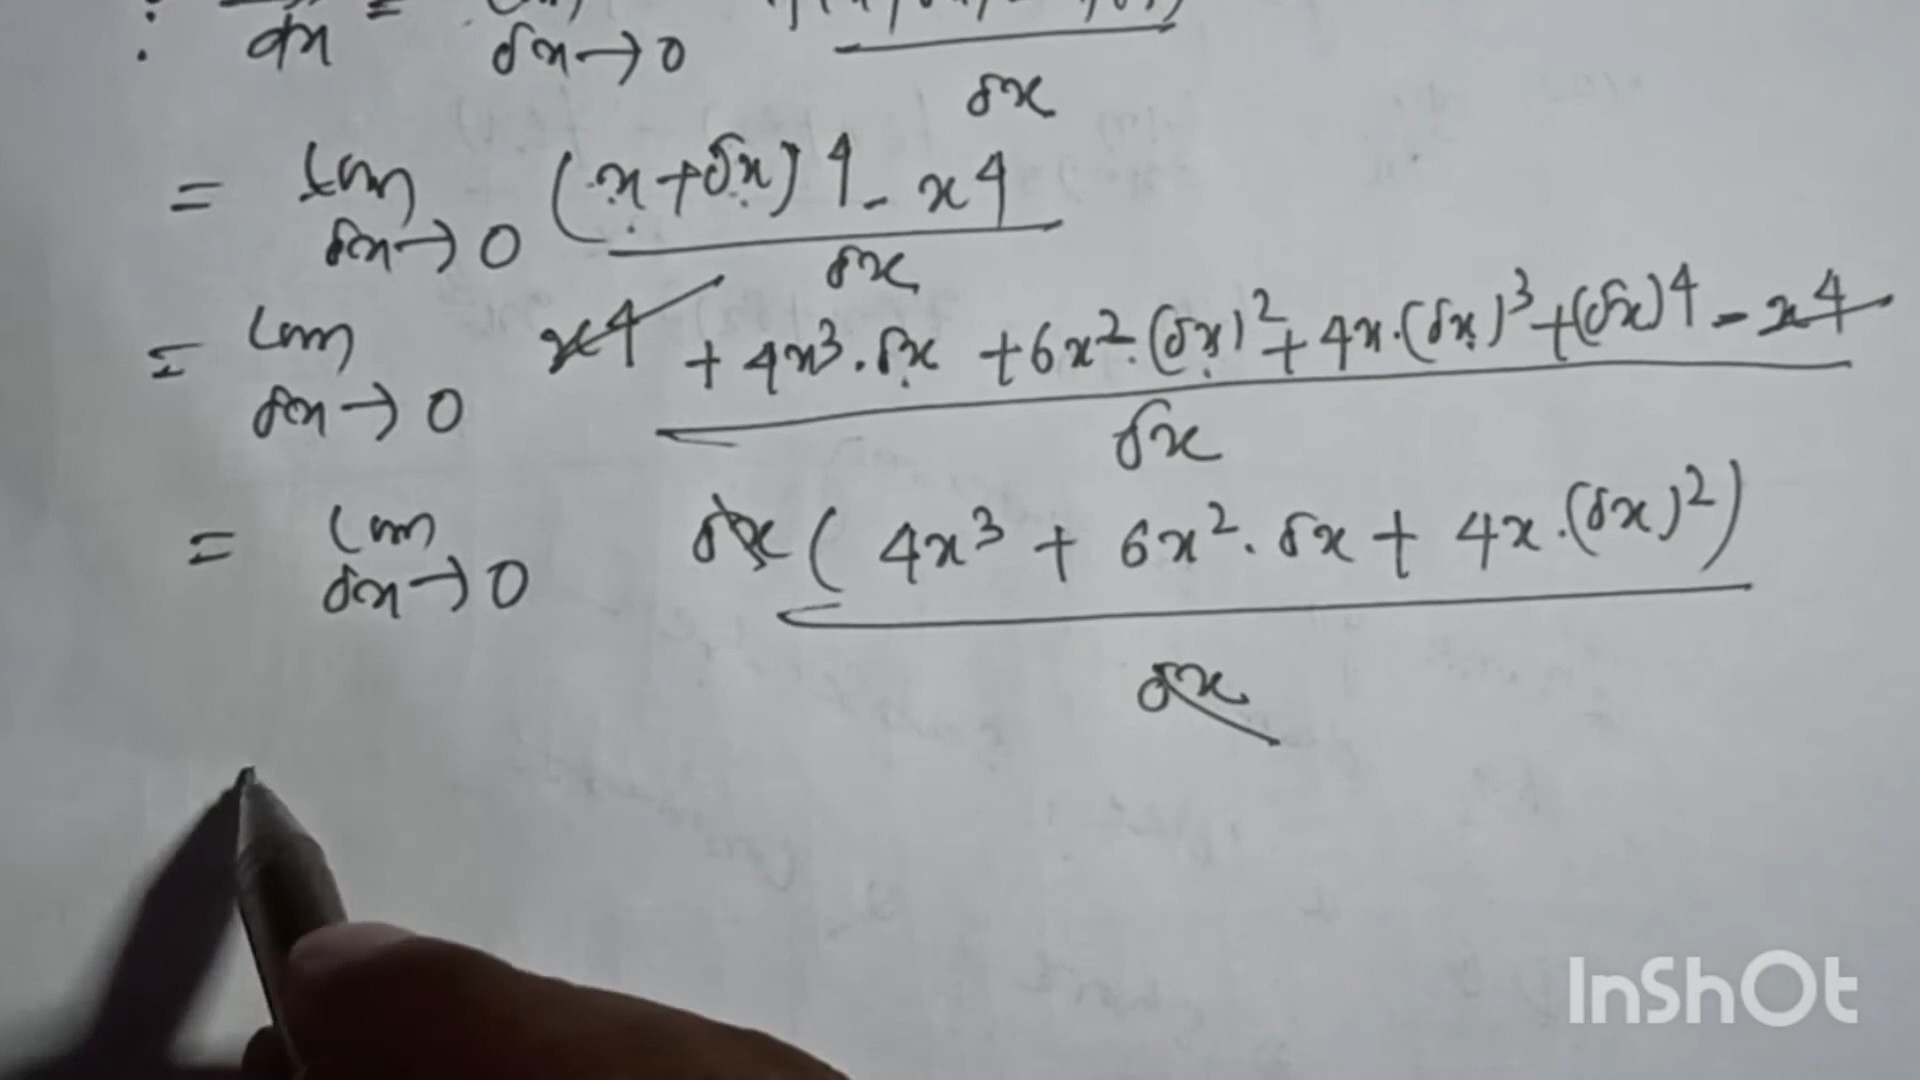 dx = δx→0
δx
= lim (x+δx)4 - x4
δx→0 δx
= lim x4 + 4x³.δx + 6x².(δx)² + 4x.(δx)³ + (δx)4 - x4
δx→0 δx
= lim δx ( 4x³ + 6x².δx + 4x.(δx)²)
δx→0
δx
InShOt